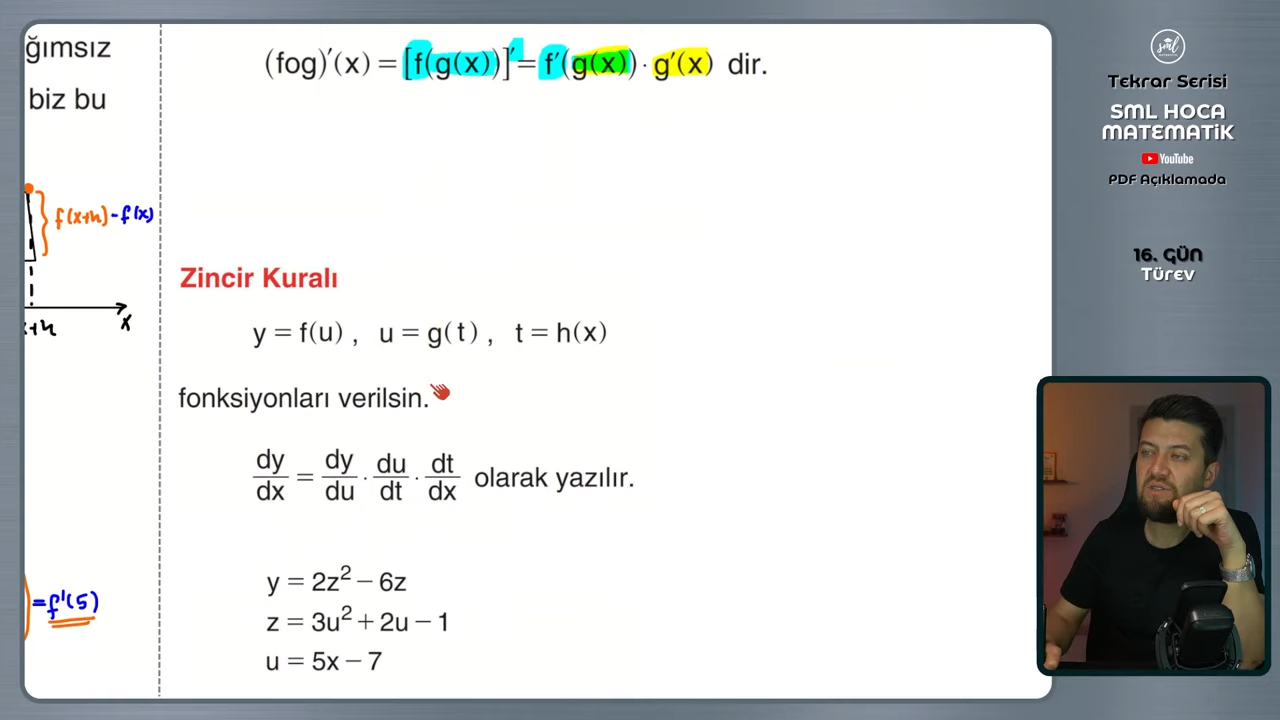 ğımsız
biz bu
f(x+h)-f(x)
x+h
x
=f'(5)
(fog)′(x) = [f(g(x))]′ = f′(g(x)) · g′(x) dir.
Zincir Kuralı
y = f(u) , u = g(t) , t = h(x)
fonksiyonları verilsin.
dy/dx = dy/du · du/dt · dt/dx olarak yazılır.
y = 2z² − 6z
z = 3u² + 2u − 1
u = 5x − 7
sml
Tekrar Serisi
SML HOCA
MATEMATİK
YouTube
PDF Açıklamada
16. GÜN
Türev